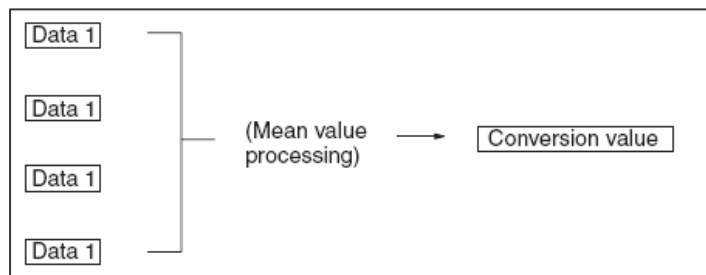 Data 1
Data 1
Data 1
Data 1
(Mean value
processing)
Conversion value